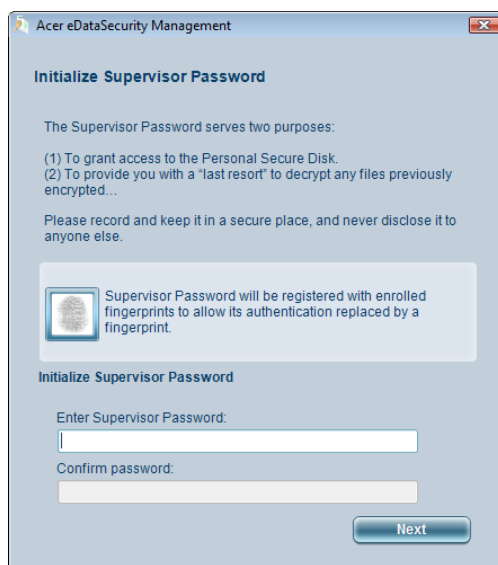 Acer eDataSecurity Management
Initialize Supervisor Password
The Supervisor Password serves two purposes:
(1) To grant access to the Personal Secure Disk.
(2) To provide you with a "last resort" to decrypt any files previously
encrypted...
Please record and keep it in a secure place, and never disclose it to
anyone else.
Supervisor Password will be registered with enrolled
fingerprints to allow its authentication replaced by a
fingerprint.
Initialize Supervisor Password
Enter Supervisor Password:
Confirm password:
Next